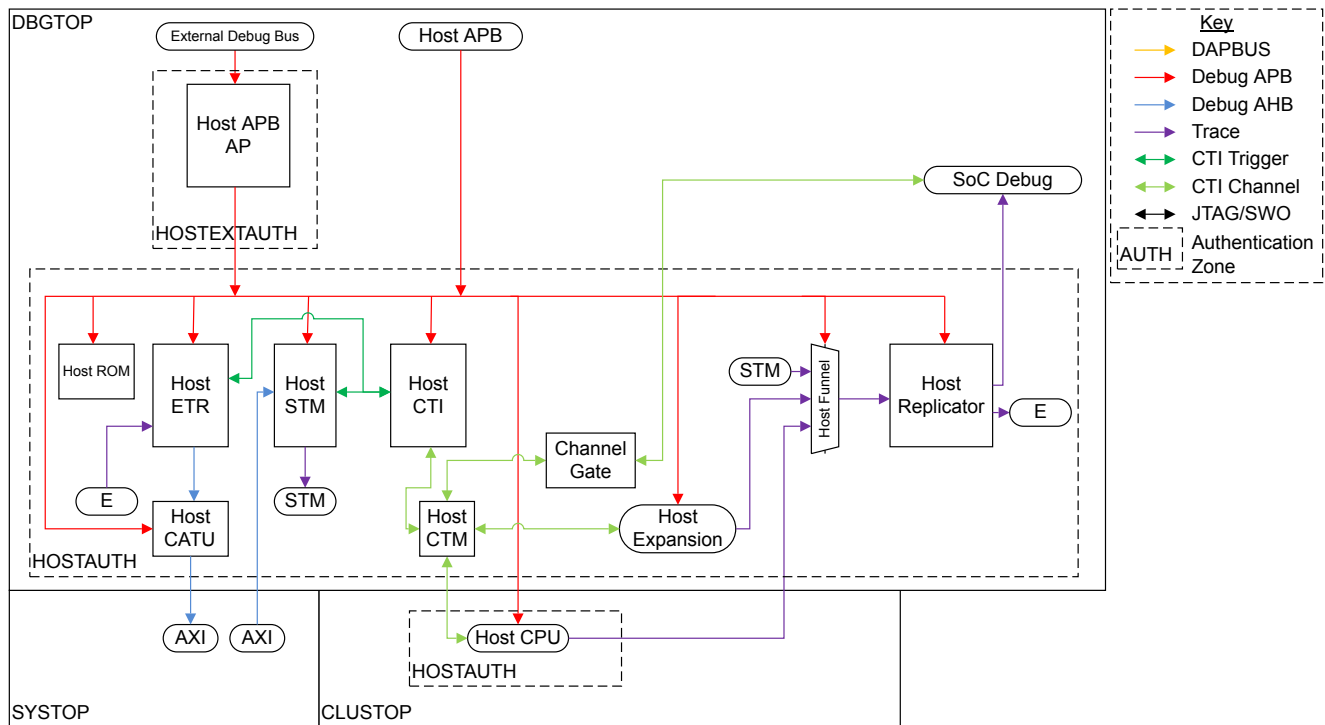 DBGTOP
External Debug Bus
Host APB
Key
DAPBUS
Debug APB
Debug AHB
Trace
CTI Trigger
CTI Channel
JTAG/SWO
AUTH
Authentication
Zone
Host APB
AP
HOSTEXTAUTH
SoC Debug
Host ROM
Host
ETR
Host
STM
Host
CTI
STM
Host Funnel
Host
Replicator
E
Channel
Gate
E
STM
Host
CATU
Host
CTM
Host
Expansion
HOSTAUTH
AXI
AXI
Host CPU
HOSTAUTH
SYSTOP
CLUSTOP